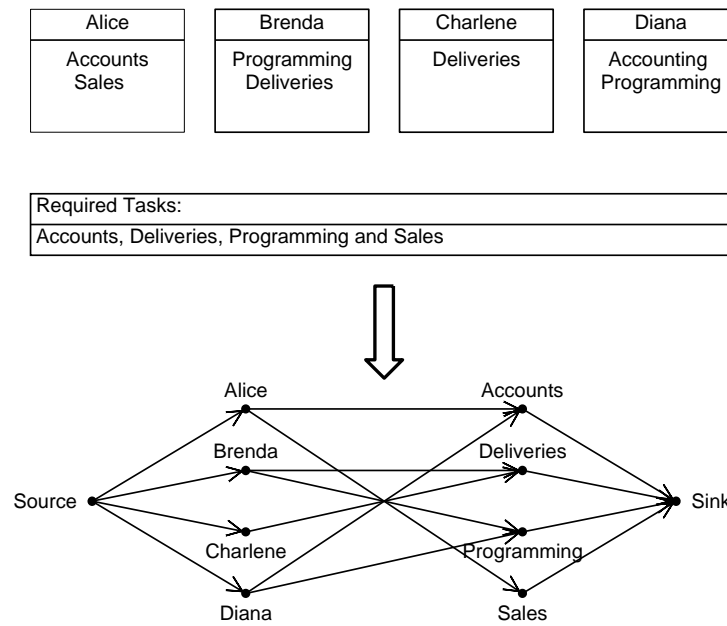 Alice
Accounts
Sales
Brenda
Programming
Deliveries
Charlene
Deliveries
Diana
Accounting
Programming
Required Tasks:
Accounts, Deliveries, Programming and Sales
Alice
Accounts
Brenda
Deliveries
Source
Sink
Charlene
Programming
Diana
Sales